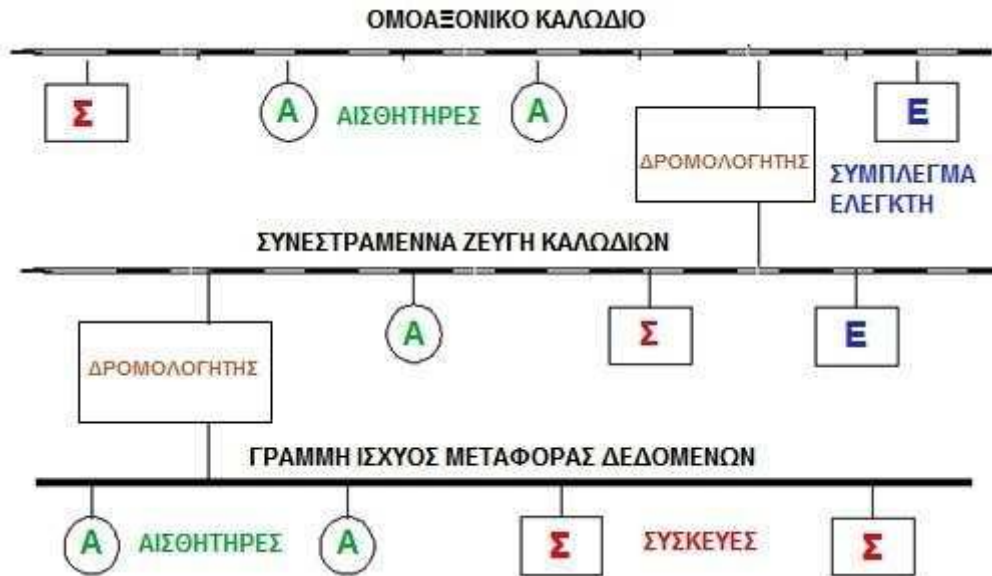 ΟΜΟΑΞΟΝΙΚΟ ΚΑΛΩΔΙΟ
Σ
Α
ΑΙΣΘΗΤΗΡΕΣ
Α
Ε
ΔΡΟΜΟΛΟΓΗΤΗΣ
ΣΥΜΠΛΕΓΜΑ
ΕΛΕΓΚΤΗ
ΣΥΝΕΣΤΡΑΜΕΝΝΑ ΖΕΥΓΗ ΚΑΛΩΔΙΩΝ
Α
Σ
Ε
ΔΡΟΜΟΛΟΓΗΤΗΣ
ΓΡΑΜΜΗ ΙΣΧΥΟΣ ΜΕΤΑΦΟΡΑΣ ΔΕΔΟΜΕΝΩΝ
Α
ΑΙΣΘΗΤΗΡΕΣ
Α
Σ
ΣΥΣΚΕΥΕΣ
Σ